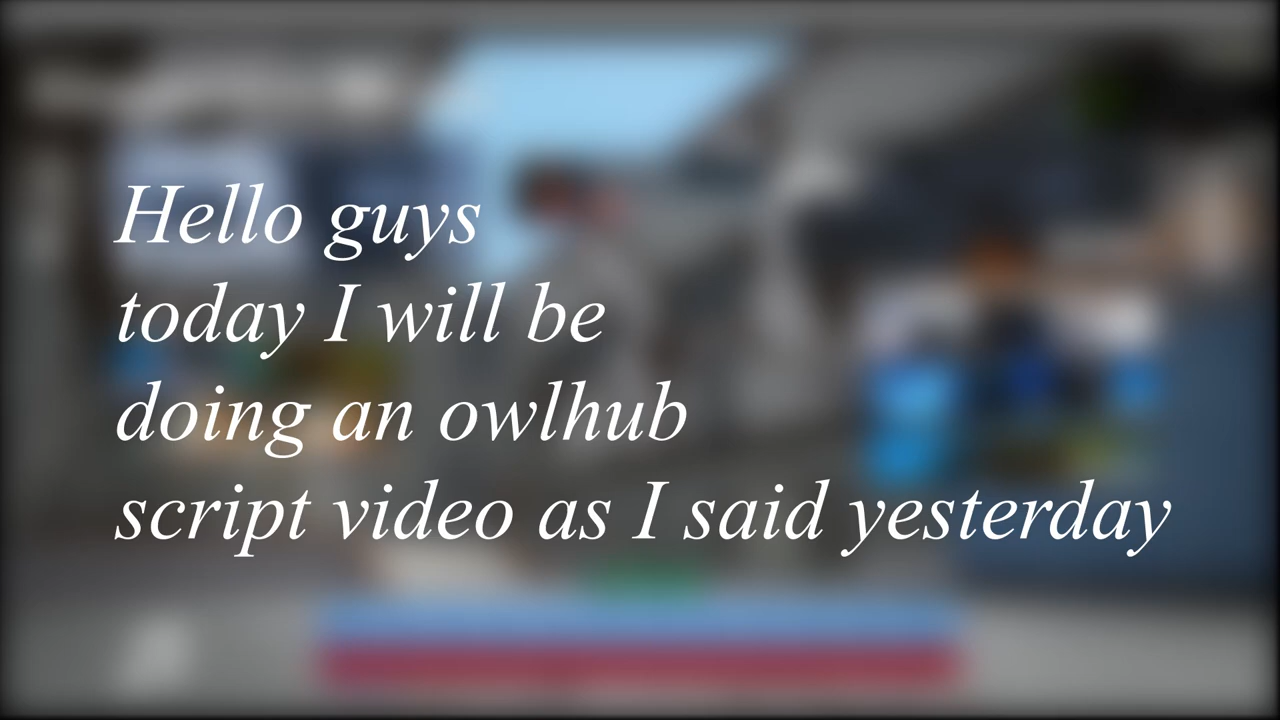 Hello guys
today I will be
doing an owlhub
script video as I said yesterday